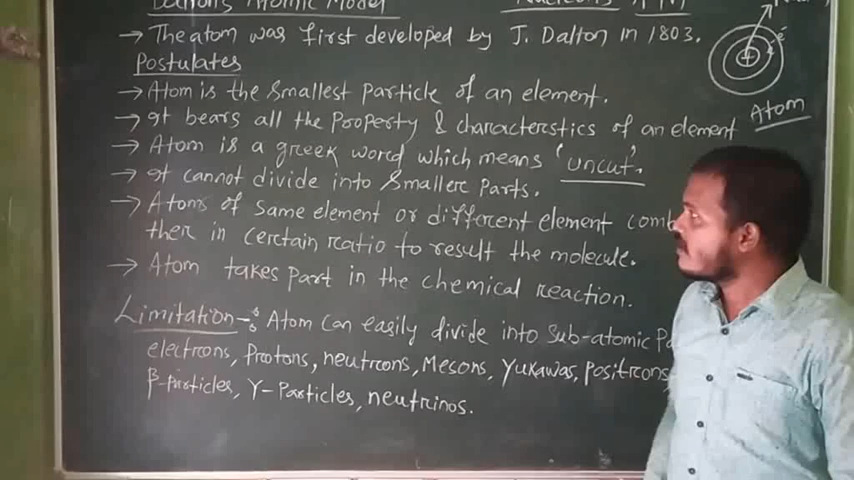 Daltons Atomic Model
Nucleons
→ The atom was first developed by J. Dalton in 1803.
Postulates
→ Atom is the smallest particle of an element.
→ It bears all the property & characterstics of an element
→ Atom is a greek word which means 'uncut'.
→ It cannot divide into smaller parts.
→ Atoms of same element or different element
ther in certain ratio to result the molecule.
→ Atom takes part in the chemical reaction.
Limitation-: Atom can easily divide into sub-atomic
electrons, Protons, neutrons, Mesons, Yukawas, positrons
β-particles, γ-Particles, neutrinos.
Atom